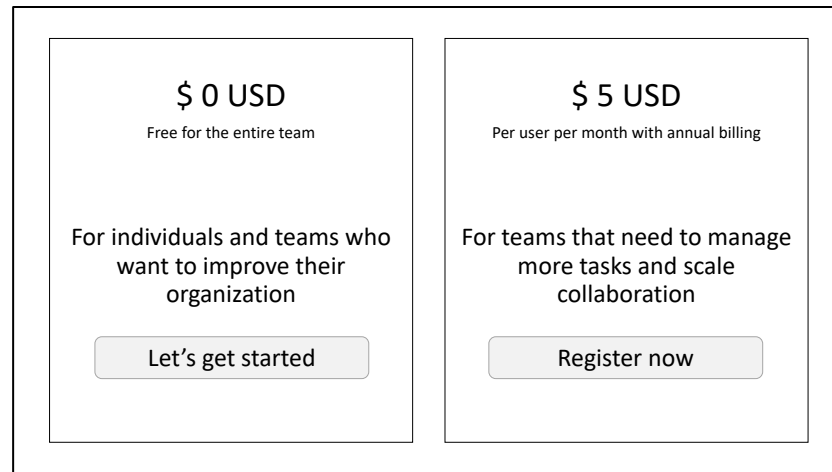 $ 0 USD
Free for the entire team
For individuals and teams who
want to improve their
organization
Let’s get started
$ 5 USD
Per user per month with annual billing
For teams that need to manage
more tasks and scale
collaboration
Register now